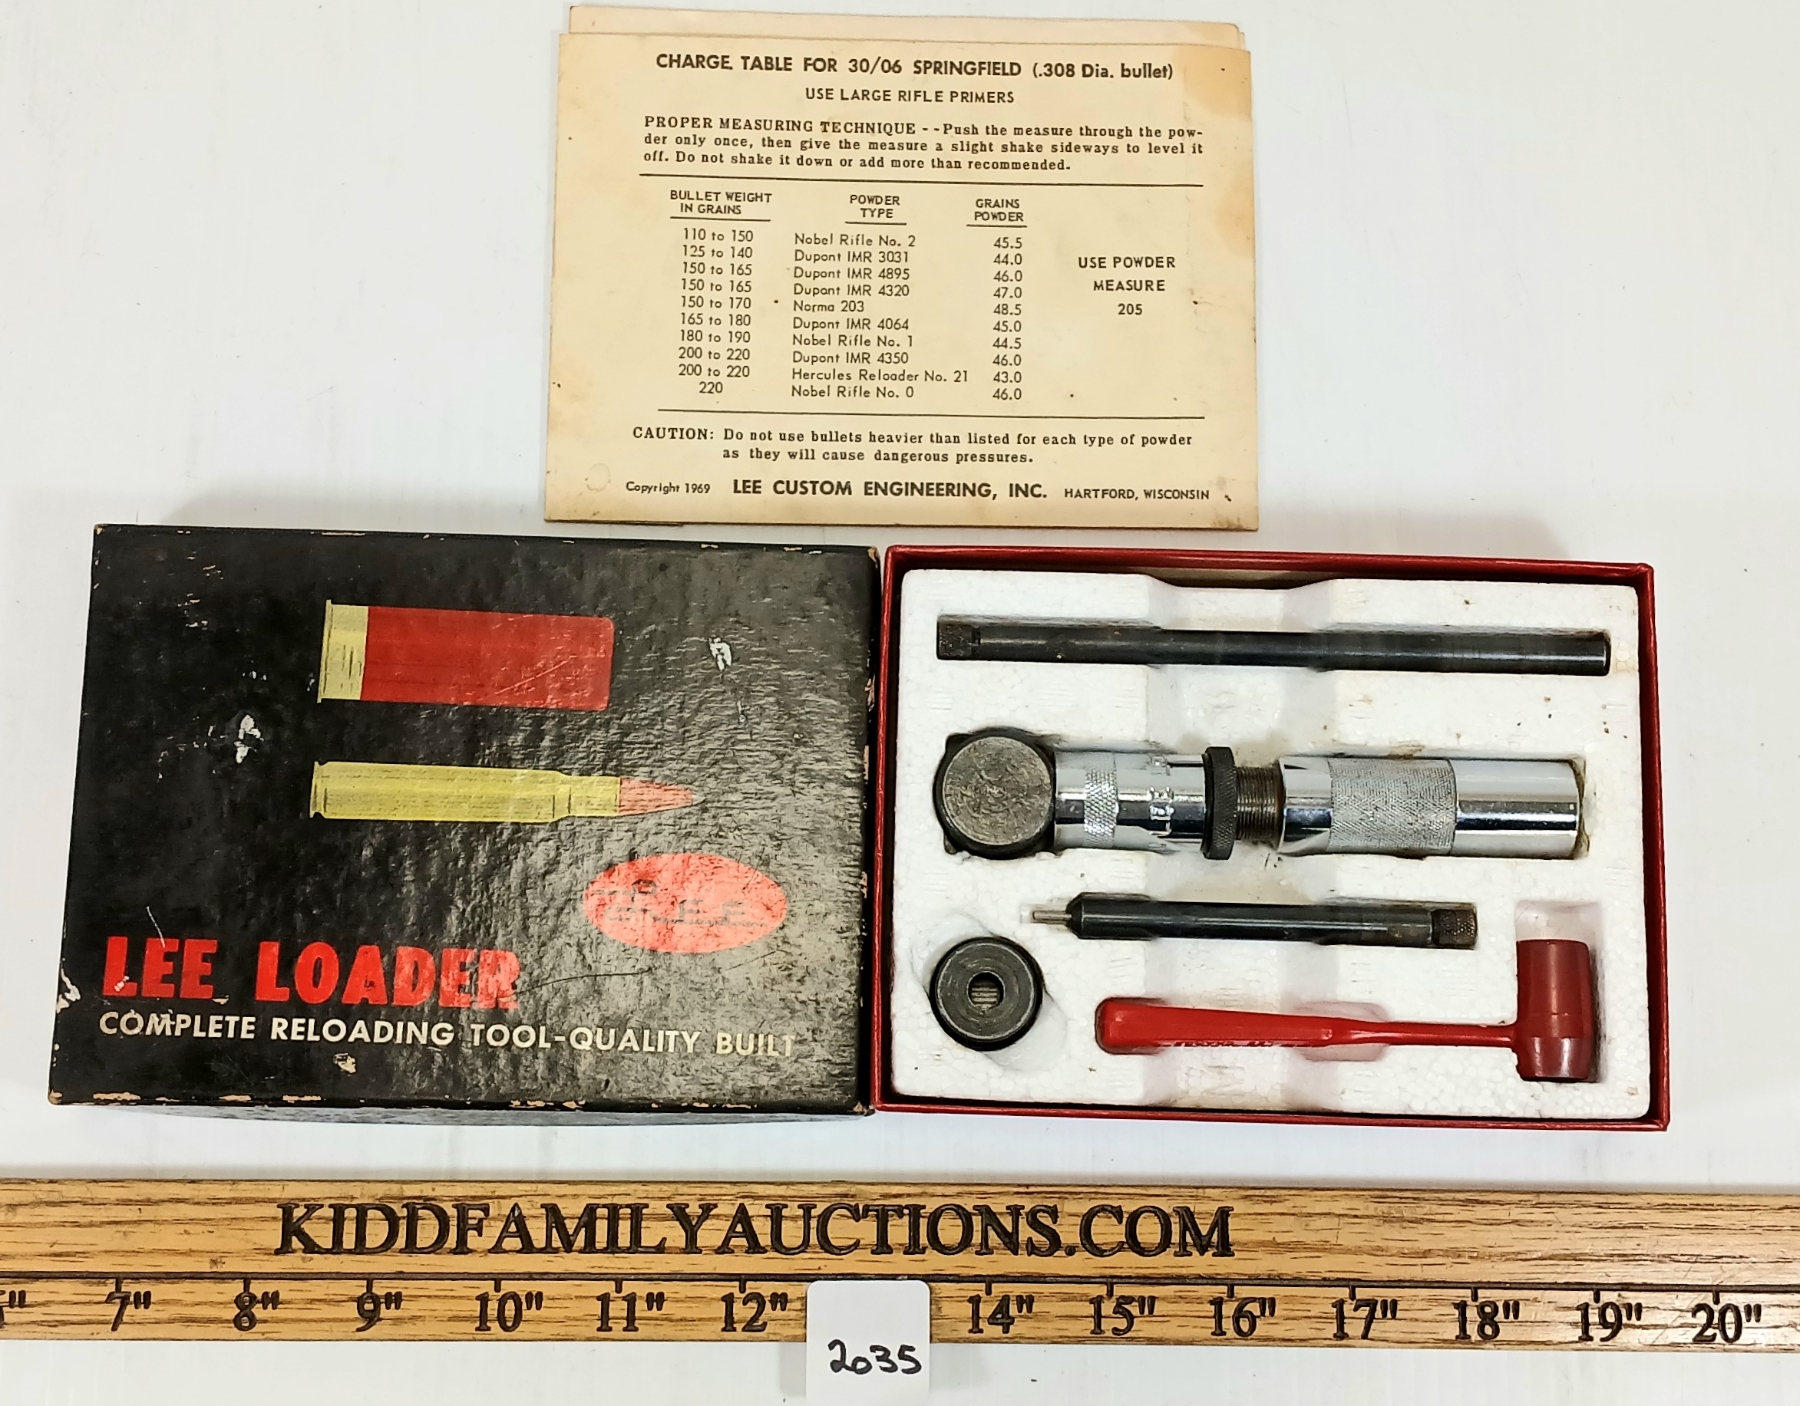 CHARGE TABLE FOR 30/06 SPRINGFIELD (.308 Dia. bullet)
USE LARGE RIFLE PRIMERS
PROPER MEASURING TECHNIQUE - - Push the measure through the pow-
der only once, then give the measure a slight shake sideways to level it
off. Do not shake it down or add more than recommended.
BULLET WEIGHT IN GRAINS POWDER TYPE GRAINS POWDER
110 to 150 Nobel Rifle No. 2 45.5
125 to 140 Dupont IMR 3031 44.0
150 to 165 Dupont IMR 4895 46.0
150 to 165 Dupont IMR 4320 47.0
150 to 170 Norma 203 48.5
165 to 180 Dupont IMR 4064 45.0
180 to 190 Nobel Rifle No. 1 44.5
200 to 220 Dupont IMR 4350 46.0
200 to 220 Hercules Reloader No. 21 43.0
220 Nobel Rifle No. 0 46.0
USE POWDER
MEASURE
205
CAUTION: Do not use bullets heavier than listed for each type of powder
as they will cause dangerous pressures.
Copyright 1969 LEE CUSTOM ENGINEERING, INC. HARTFORD, WISCONSIN
LEE
LEE LOADER
COMPLETE RELOADING TOOL-QUALITY BUILT
LEE
KIDDFAMILYAUCTIONS.COM
7" 8" 9" 10" 11" 12" 14" 15" 16" 17" 18" 19" 20"
2035